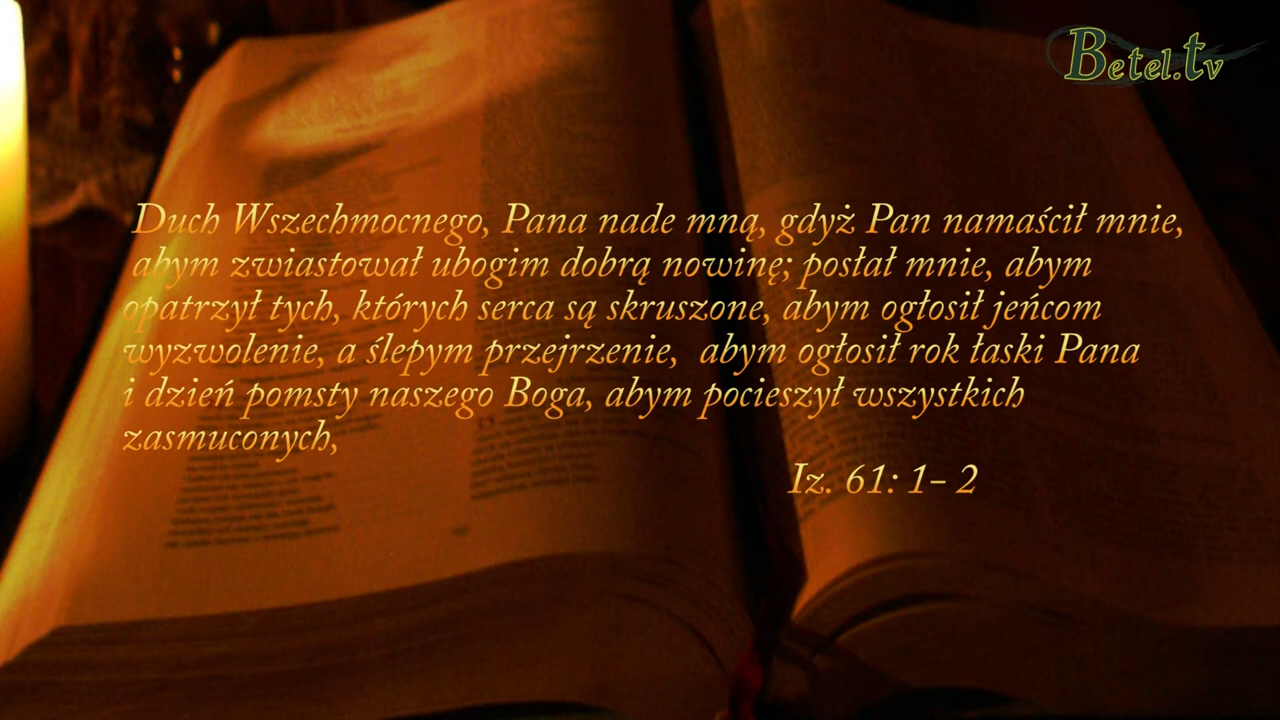 Betel.tv
Duch Wszechmocnego, Pana nade mną, gdyż Pan namaścił mnie,
abym zwiastował ubogim dobrą nowinę; posłał mnie, abym
opatrzył tych, których serca są skruszone, abym ogłosił jeńcom
wyzwolenie, a ślepym przejrzenie, abym ogłosił rok łaski Pana
i dzień pomsty naszego Boga, abym pocieszył wszystkich
zasmuconych,
Iz. 61: 1- 2